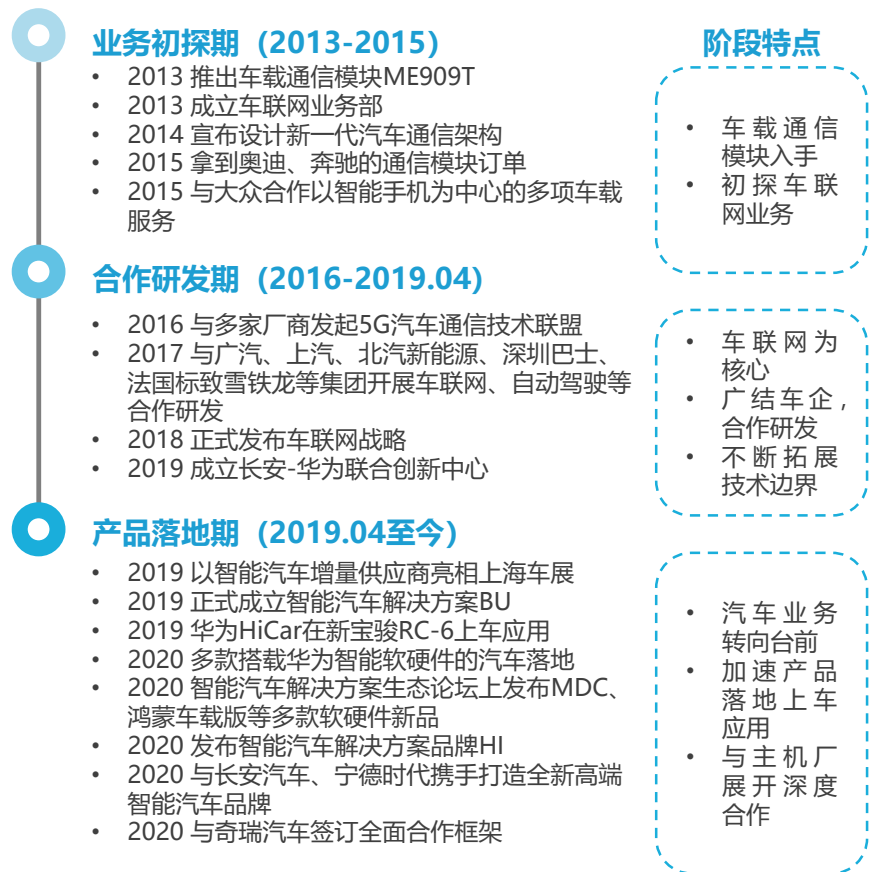 业务初探期（2013-2015）
• 2013 推出车载通信模块ME909T
• 2013 成立车联网业务部
• 2014 宣布设计新一代汽车通信架构
• 2015 拿到奥迪、奔驰的通信模块订单
• 2015 与大众合作以智能手机为中心的多项车载
服务
阶段特点
• 车载通信
模块入手
• 初探车联
网业务
合作研发期（2016-2019.04）
• 2016 与多家厂商发起5G汽车通信技术联盟
• 2017 与广汽、上汽、北汽新能源、深圳巴士、
法国标致雪铁龙等集团开展车联网、自动驾驶等
合作研发
• 2018 正式发布车联网战略
• 2019 成立长安-华为联合创新中心
• 车联网为
核心
• 广结车企，
合作研发
• 不断拓展
技术边界
产品落地期（2019.04至今）
• 2019 以智能汽车增量供应商亮相上海车展
• 2019 正式成立智能汽车解决方案BU
• 2019 华为HiCar在新宝骏RC-6上车应用
• 2020 多款搭载华为智能软硬件的汽车落地
• 2020 智能汽车解决方案生态论坛上发布MDC、
鸿蒙车载版等多款软硬件新品
• 2020 发布智能汽车解决方案品牌HI
• 2020 与长安汽车、宁德时代携手打造全新高端
智能汽车品牌
• 2020 与奇瑞汽车签订全面合作框架
• 汽车业务
转向台前
• 加速产品
落地上车
应用
• 与主机厂
展开深度
合作